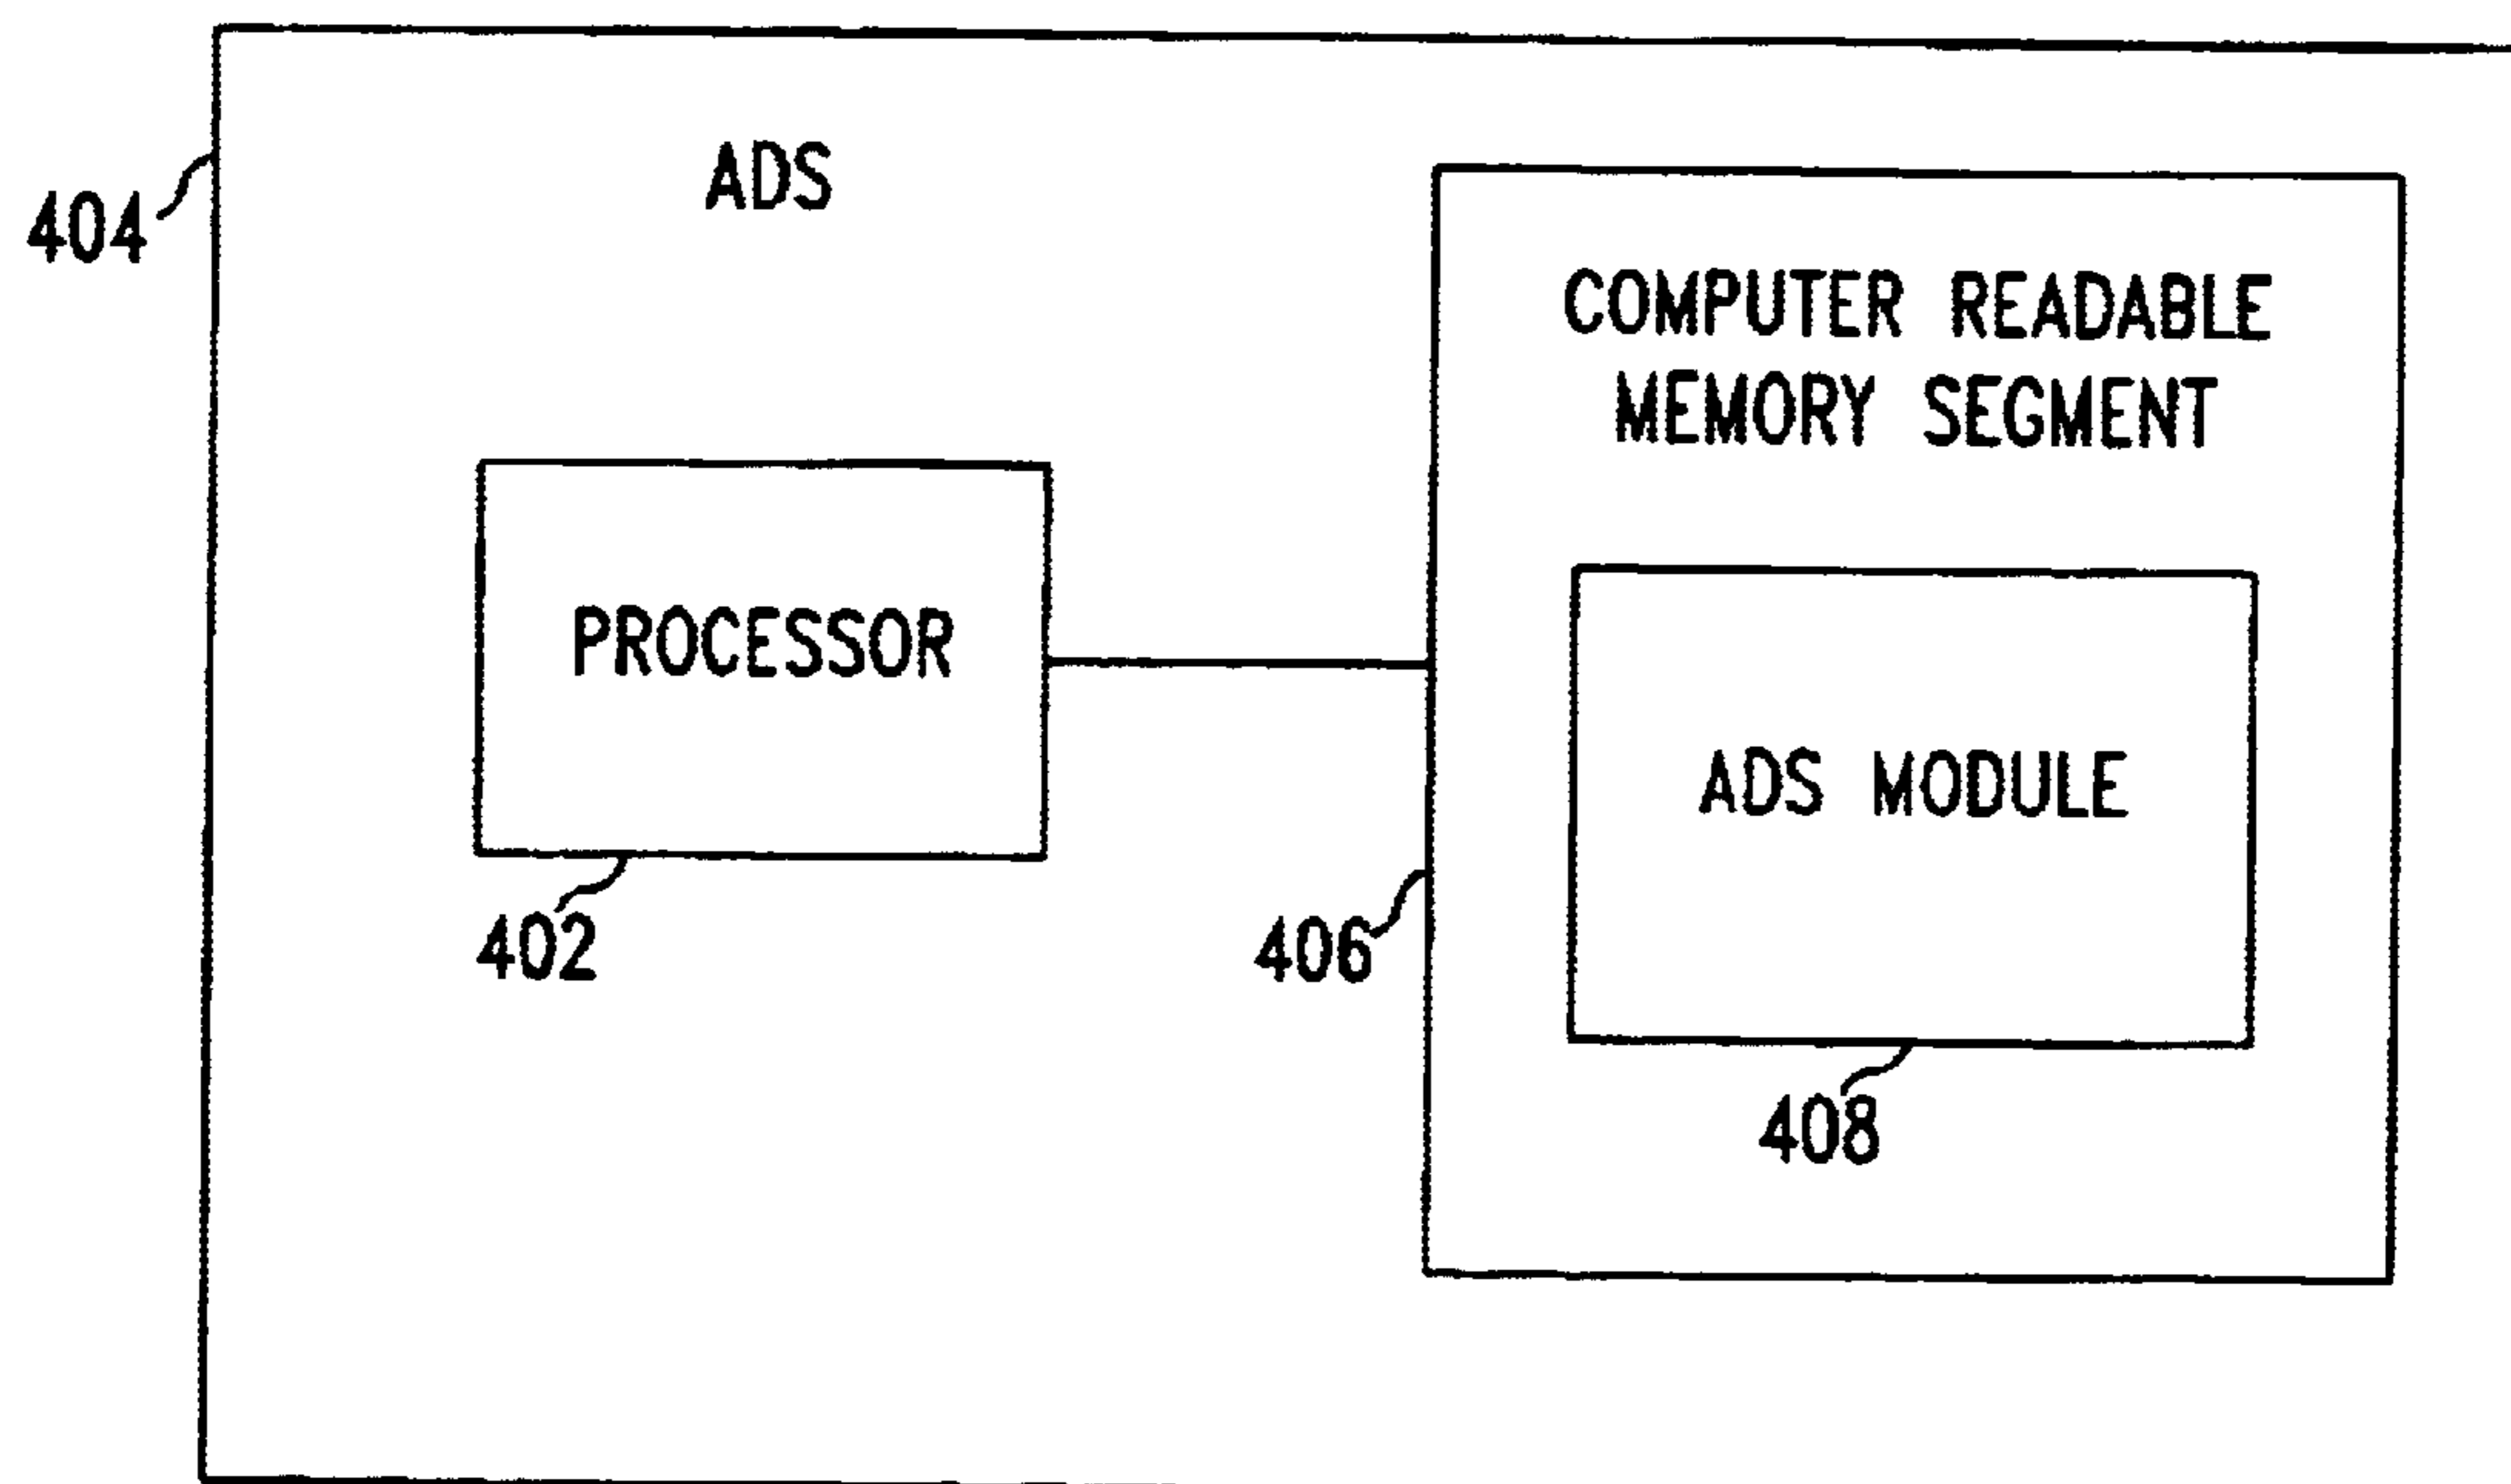 ADS
404
COMPUTER READABLE
MEMORY SEGMENT
PROCESSOR
ADS MODULE
402
406
408